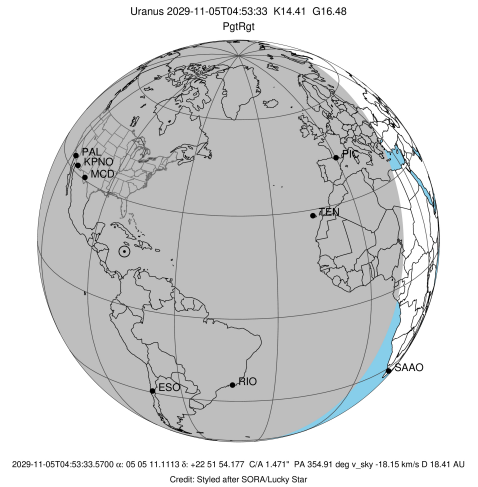 Uranus 2029-11-05T04:53:33 K14.41 G16.48
PgtRgt
PAL
KPNO
MCD
PIC
TEN
SAAO
RIO
ESO
2029-11-05T04:53:33.5700 α: 05 05 11.1113 δ: +22 51 54.177 C/A 1.471" PA 354.91 deg v_sky -18.15 km/s D 18.41 AU
Credit: Styled after SORA/Lucky Star